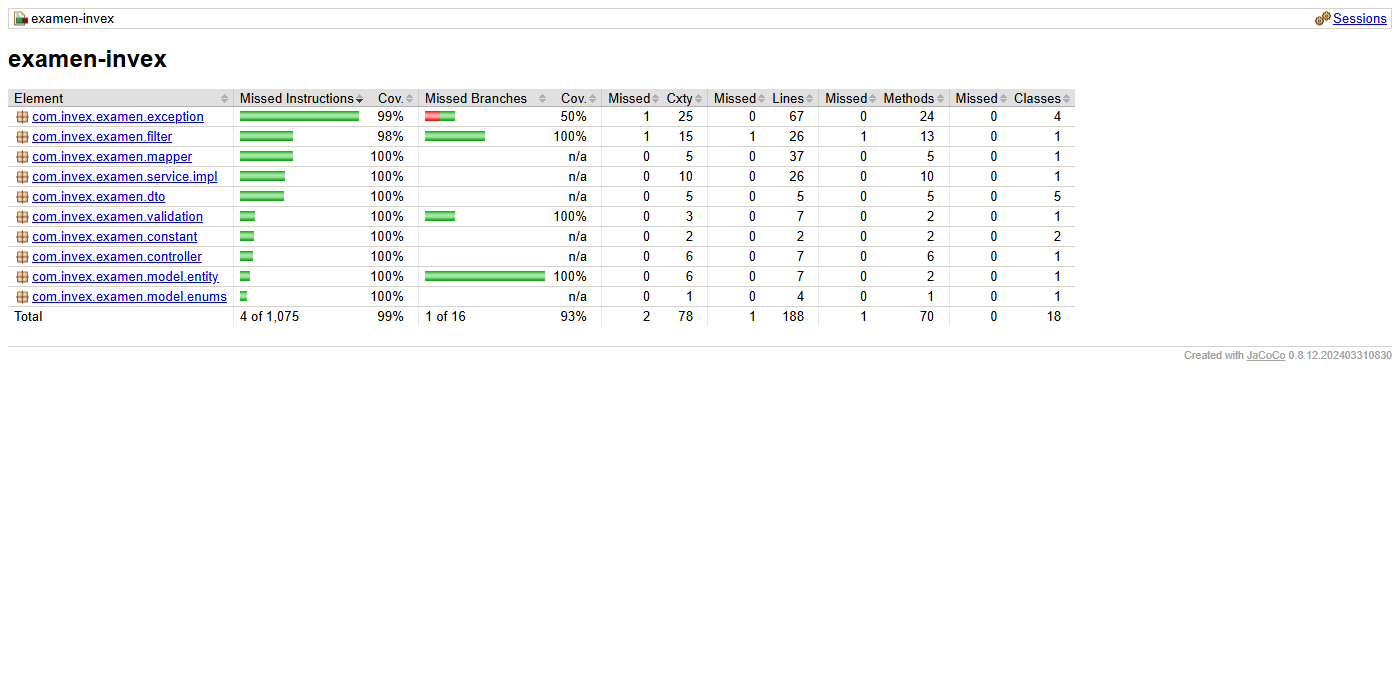 examen-invex Sessions
examen-invex
Element Missed Instructions Cov. Missed Branches Cov. Missed Cxty Missed Lines Missed Methods Missed Classes
com.invex.examen.exception 99% 50% 1 25 0 67 0 24 0 4
com.invex.examen.filter 98% 100% 1 15 1 26 1 13 0 1
com.invex.examen.mapper 100% n/a 0 5 0 37 0 5 0 1
com.invex.examen.service.impl 100% n/a 0 10 0 26 0 10 0 1
com.invex.examen.dto 100% n/a 0 5 0 5 0 5 0 5
com.invex.examen.validation 100% 100% 0 3 0 7 0 2 0 1
com.invex.examen.constant 100% n/a 0 2 0 2 0 2 0 2
com.invex.examen.controller 100% n/a 0 6 0 7 0 6 0 1
com.invex.examen.model.entity 100% 100% 0 6 0 7 0 2 0 1
com.invex.examen.model.enums 100% n/a 0 1 0 4 0 1 0 1
Total 4 of 1,075 99% 1 of 16 93% 2 78 1 188 1 70 0 18
Created with JaCoCo 0.8.12.202403310830